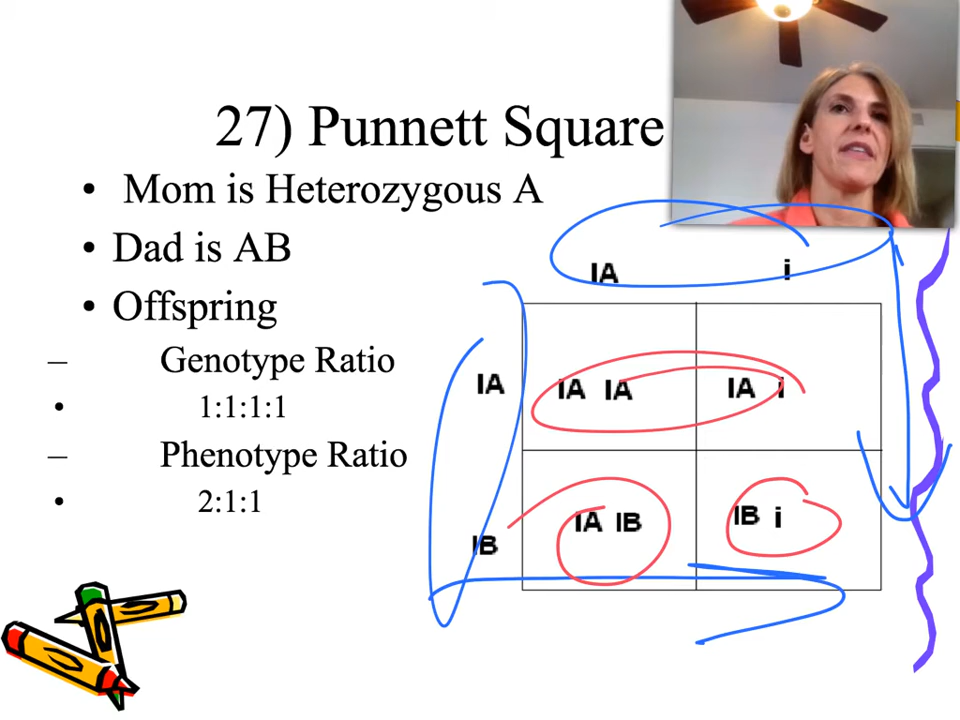 27) Punnett Square
• Mom is Heterozygous A
• Dad is AB
• Offspring
– Genotype Ratio
• 1:1:1:1
– Phenotype Ratio
• 2:1:1
IA i
IA IA IA IA i
IB IA IB IB i